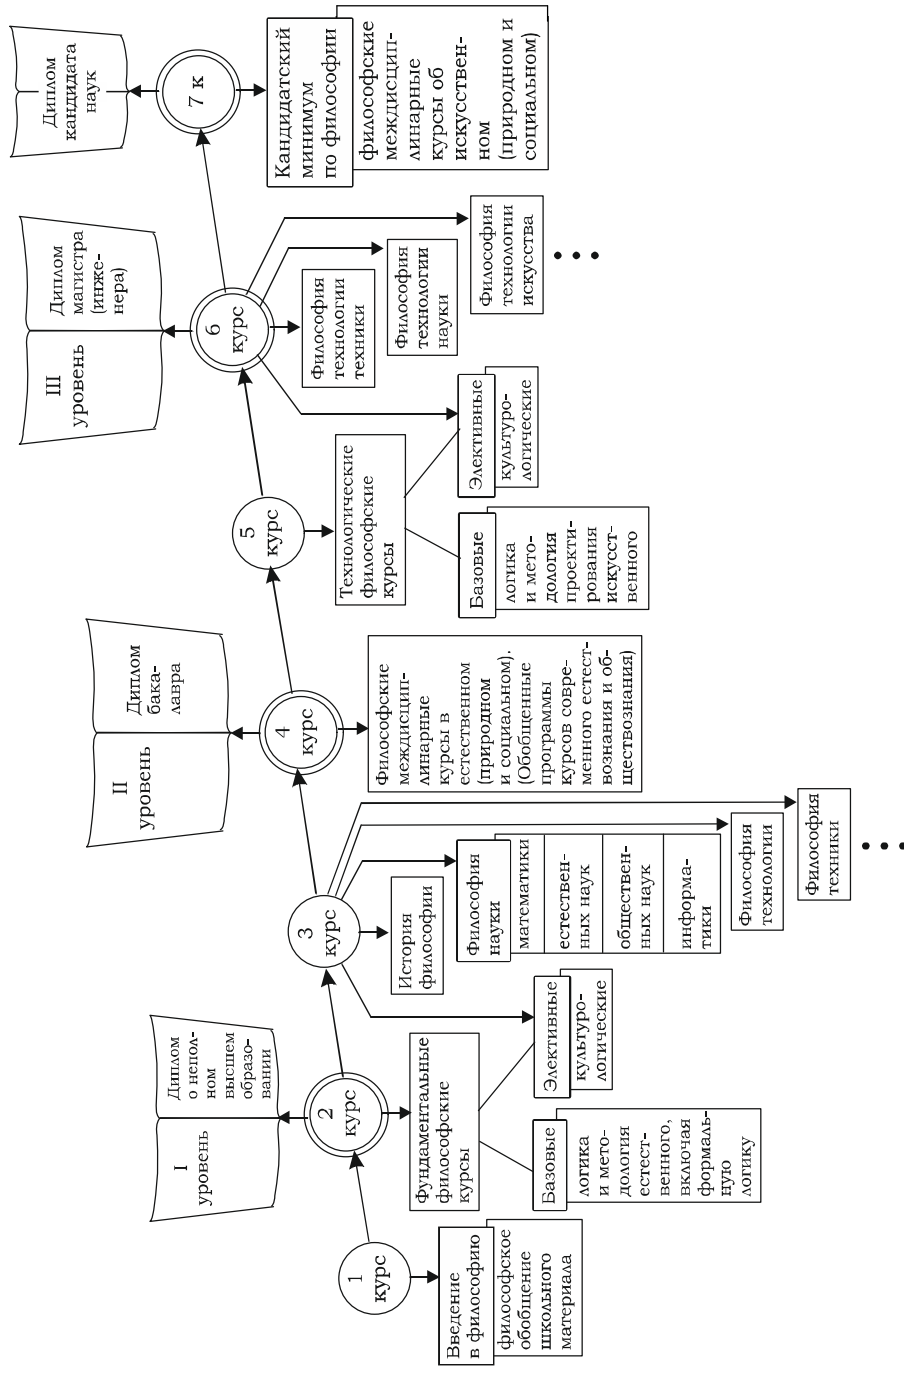 I
уровень
Диплом
о непол-
ном
высшем
образо-
вании
II
уровень
Диплом
бака-
лавра
III
уровень
Диплом
магистра
(инже-
нера)
Диплом
кандидата
наук
1
курс
2
курс
3
курс
4
курс
5
курс
6
курс
7 к
Введение
в философию
философское
обобщение
школьного
материала
Фундаментальные
философские
курсы
Базовые
логика
и мето-
дология
естест-
венного,
включая
формаль-
ную
логику
Элективные
культуро-
логические
История
философии
Философия
науки
математики
естествен-
ных наук
обществен-
ных наук
информа-
тики
Философия
технологии
Философия
техники
• • •
Философские
междисцип-
линарные
курсы в
естественном
(природном
и социальном).
(Обобщенные
программы
курсов совре-
менного естест-
вознания и об-
ществознания)
Технологические
философские
курсы
Базовые
логика
и мето-
дология
проекти-
рования
искусст-
венного
Элективные
культуро-
логические
Философия
технологии
техники
Философия
технологии
науки
Философия
технологии
искусства
• • •
Кандидатский
минимум
по философии
философские
междисцип-
линарные
курсы об
искусствен-
ном
(природном и
социальном)